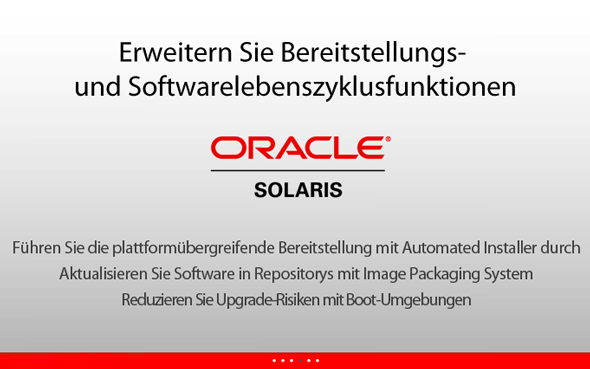 Erweitern Sie Bereitstellungs-
und Softwarelebenszyklusfunktionen
ORACLE®
SOLARIS
Führen Sie die plattformübergreifende Bereitstellung mit Automated Installer durch
Aktualisieren Sie Software in Repositorys mit Image Packaging System
Reduzieren Sie Upgrade-Risiken mit Boot-Umgebungen